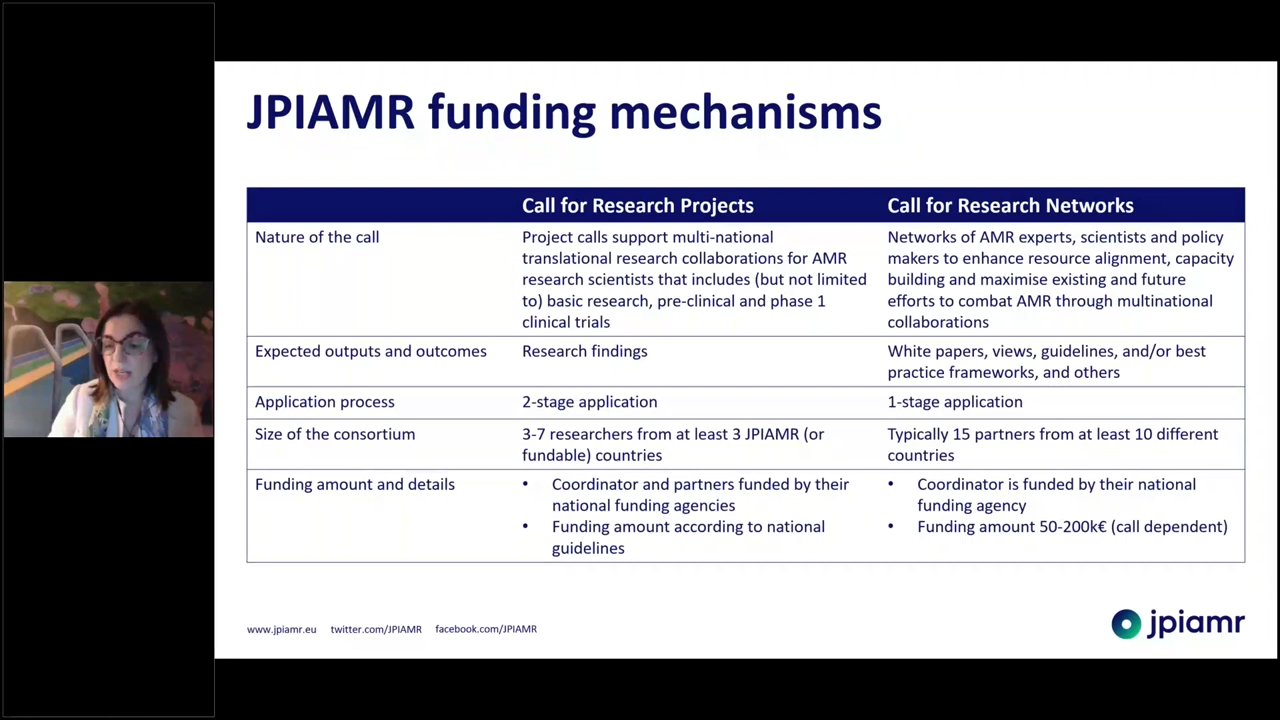 JPIAMR funding mechanisms
Call for Research Projects
Call for Research Networks
Nature of the call
Project calls support multi-national
translational research collaborations for AMR
research scientists that includes (but not limited
to) basic research, pre-clinical and phase 1
clinical trials
Networks of AMR experts, scientists and policy
makers to enhance resource alignment, capacity
building and maximise existing and future
efforts to combat AMR through multinational
collaborations
Expected outputs and outcomes
Research findings
White papers, views, guidelines, and/or best
practice frameworks, and others
Application process
2-stage application
1-stage application
Size of the consortium
3-7 researchers from at least 3 JPIAMR (or
fundable) countries
Typically 15 partners from at least 10 different
countries
Funding amount and details
• Coordinator and partners funded by their
national funding agencies
• Funding amount according to national
guidelines
• Coordinator is funded by their national
funding agency
• Funding amount 50-200k€ (call dependent)
www.jpiamr.eu twitter.com/JPIAMR facebook.com/JPIAMR
jpiamr